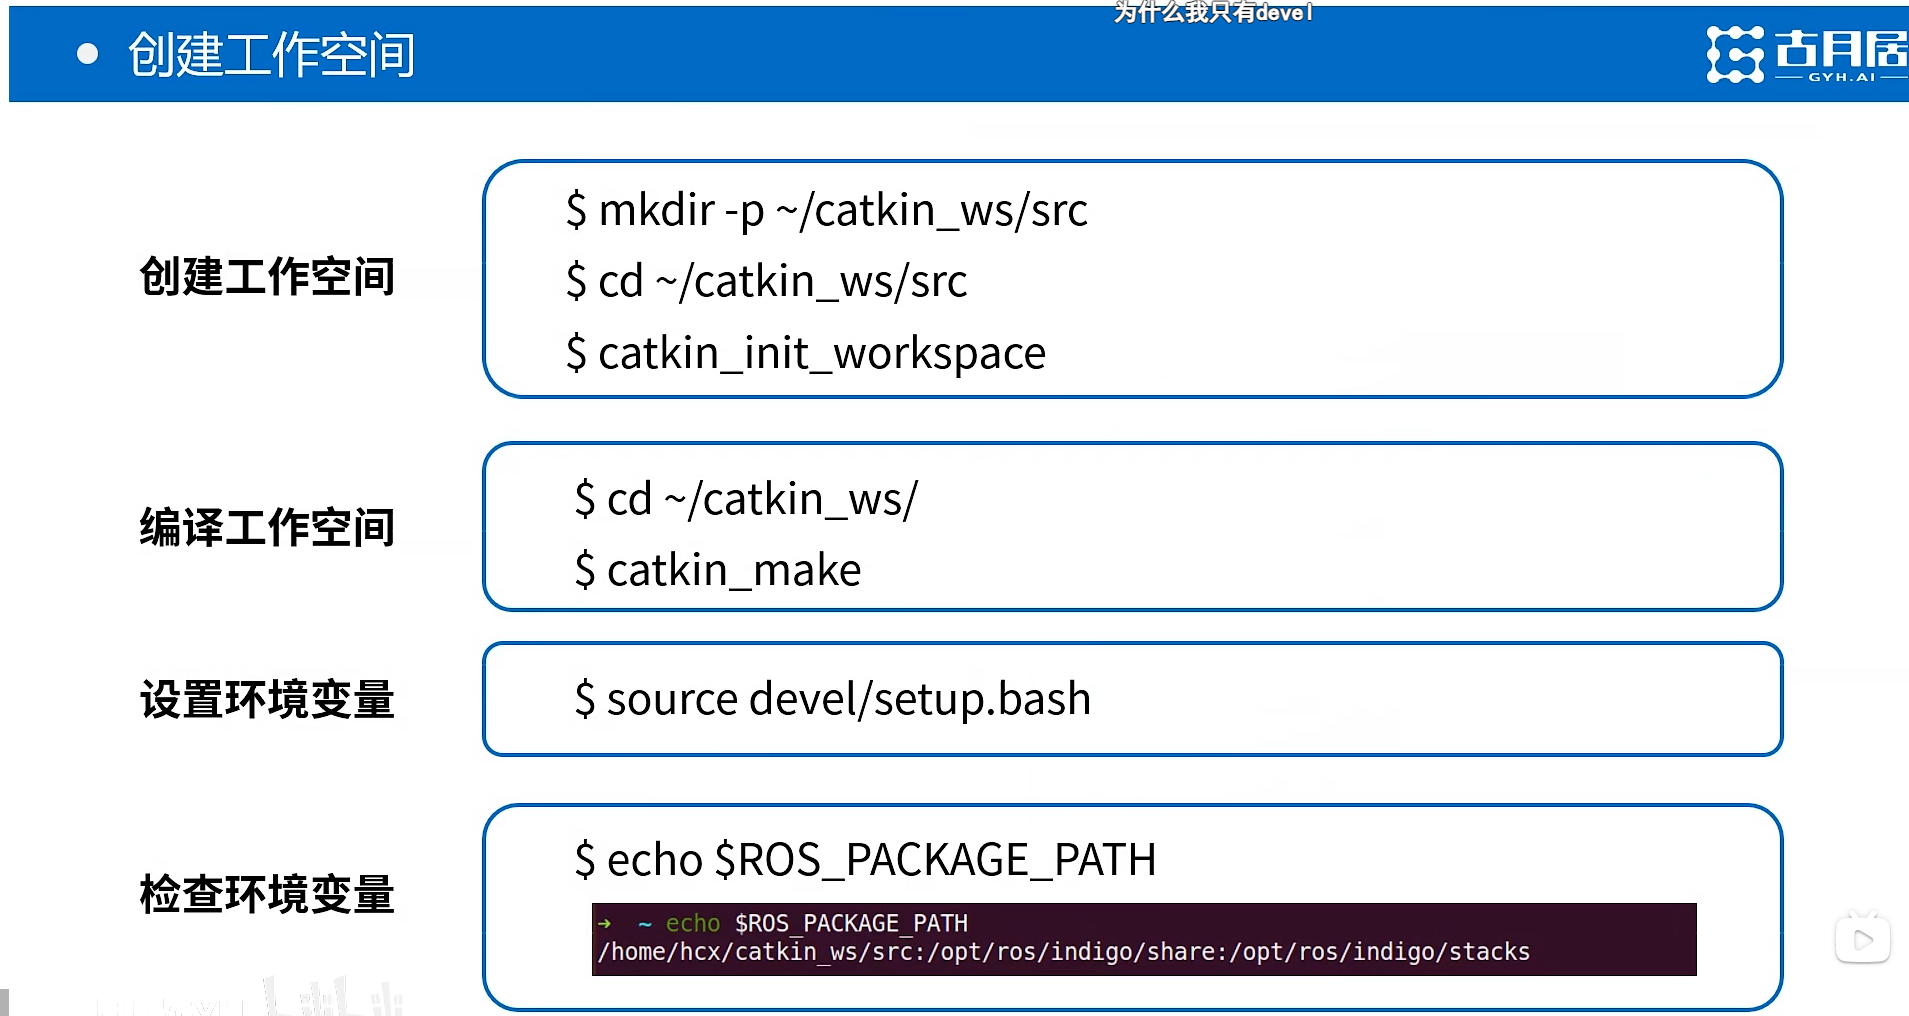 为什么我只有devel
创建工作空间
古月居
GYH.AI
创建工作空间
$ mkdir -p ~/catkin_ws/src
$ cd ~/catkin_ws/src
$ catkin_init_workspace
编译工作空间
$ cd ~/catkin_ws/
$ catkin_make
设置环境变量
$ source devel/setup.bash
检查环境变量
$ echo $ROS_PACKAGE_PATH
➜ ~ echo $ROS_PACKAGE_PATH
/home/hcx/catkin_ws/src:/opt/ros/indigo/share:/opt/ros/indigo/stacks